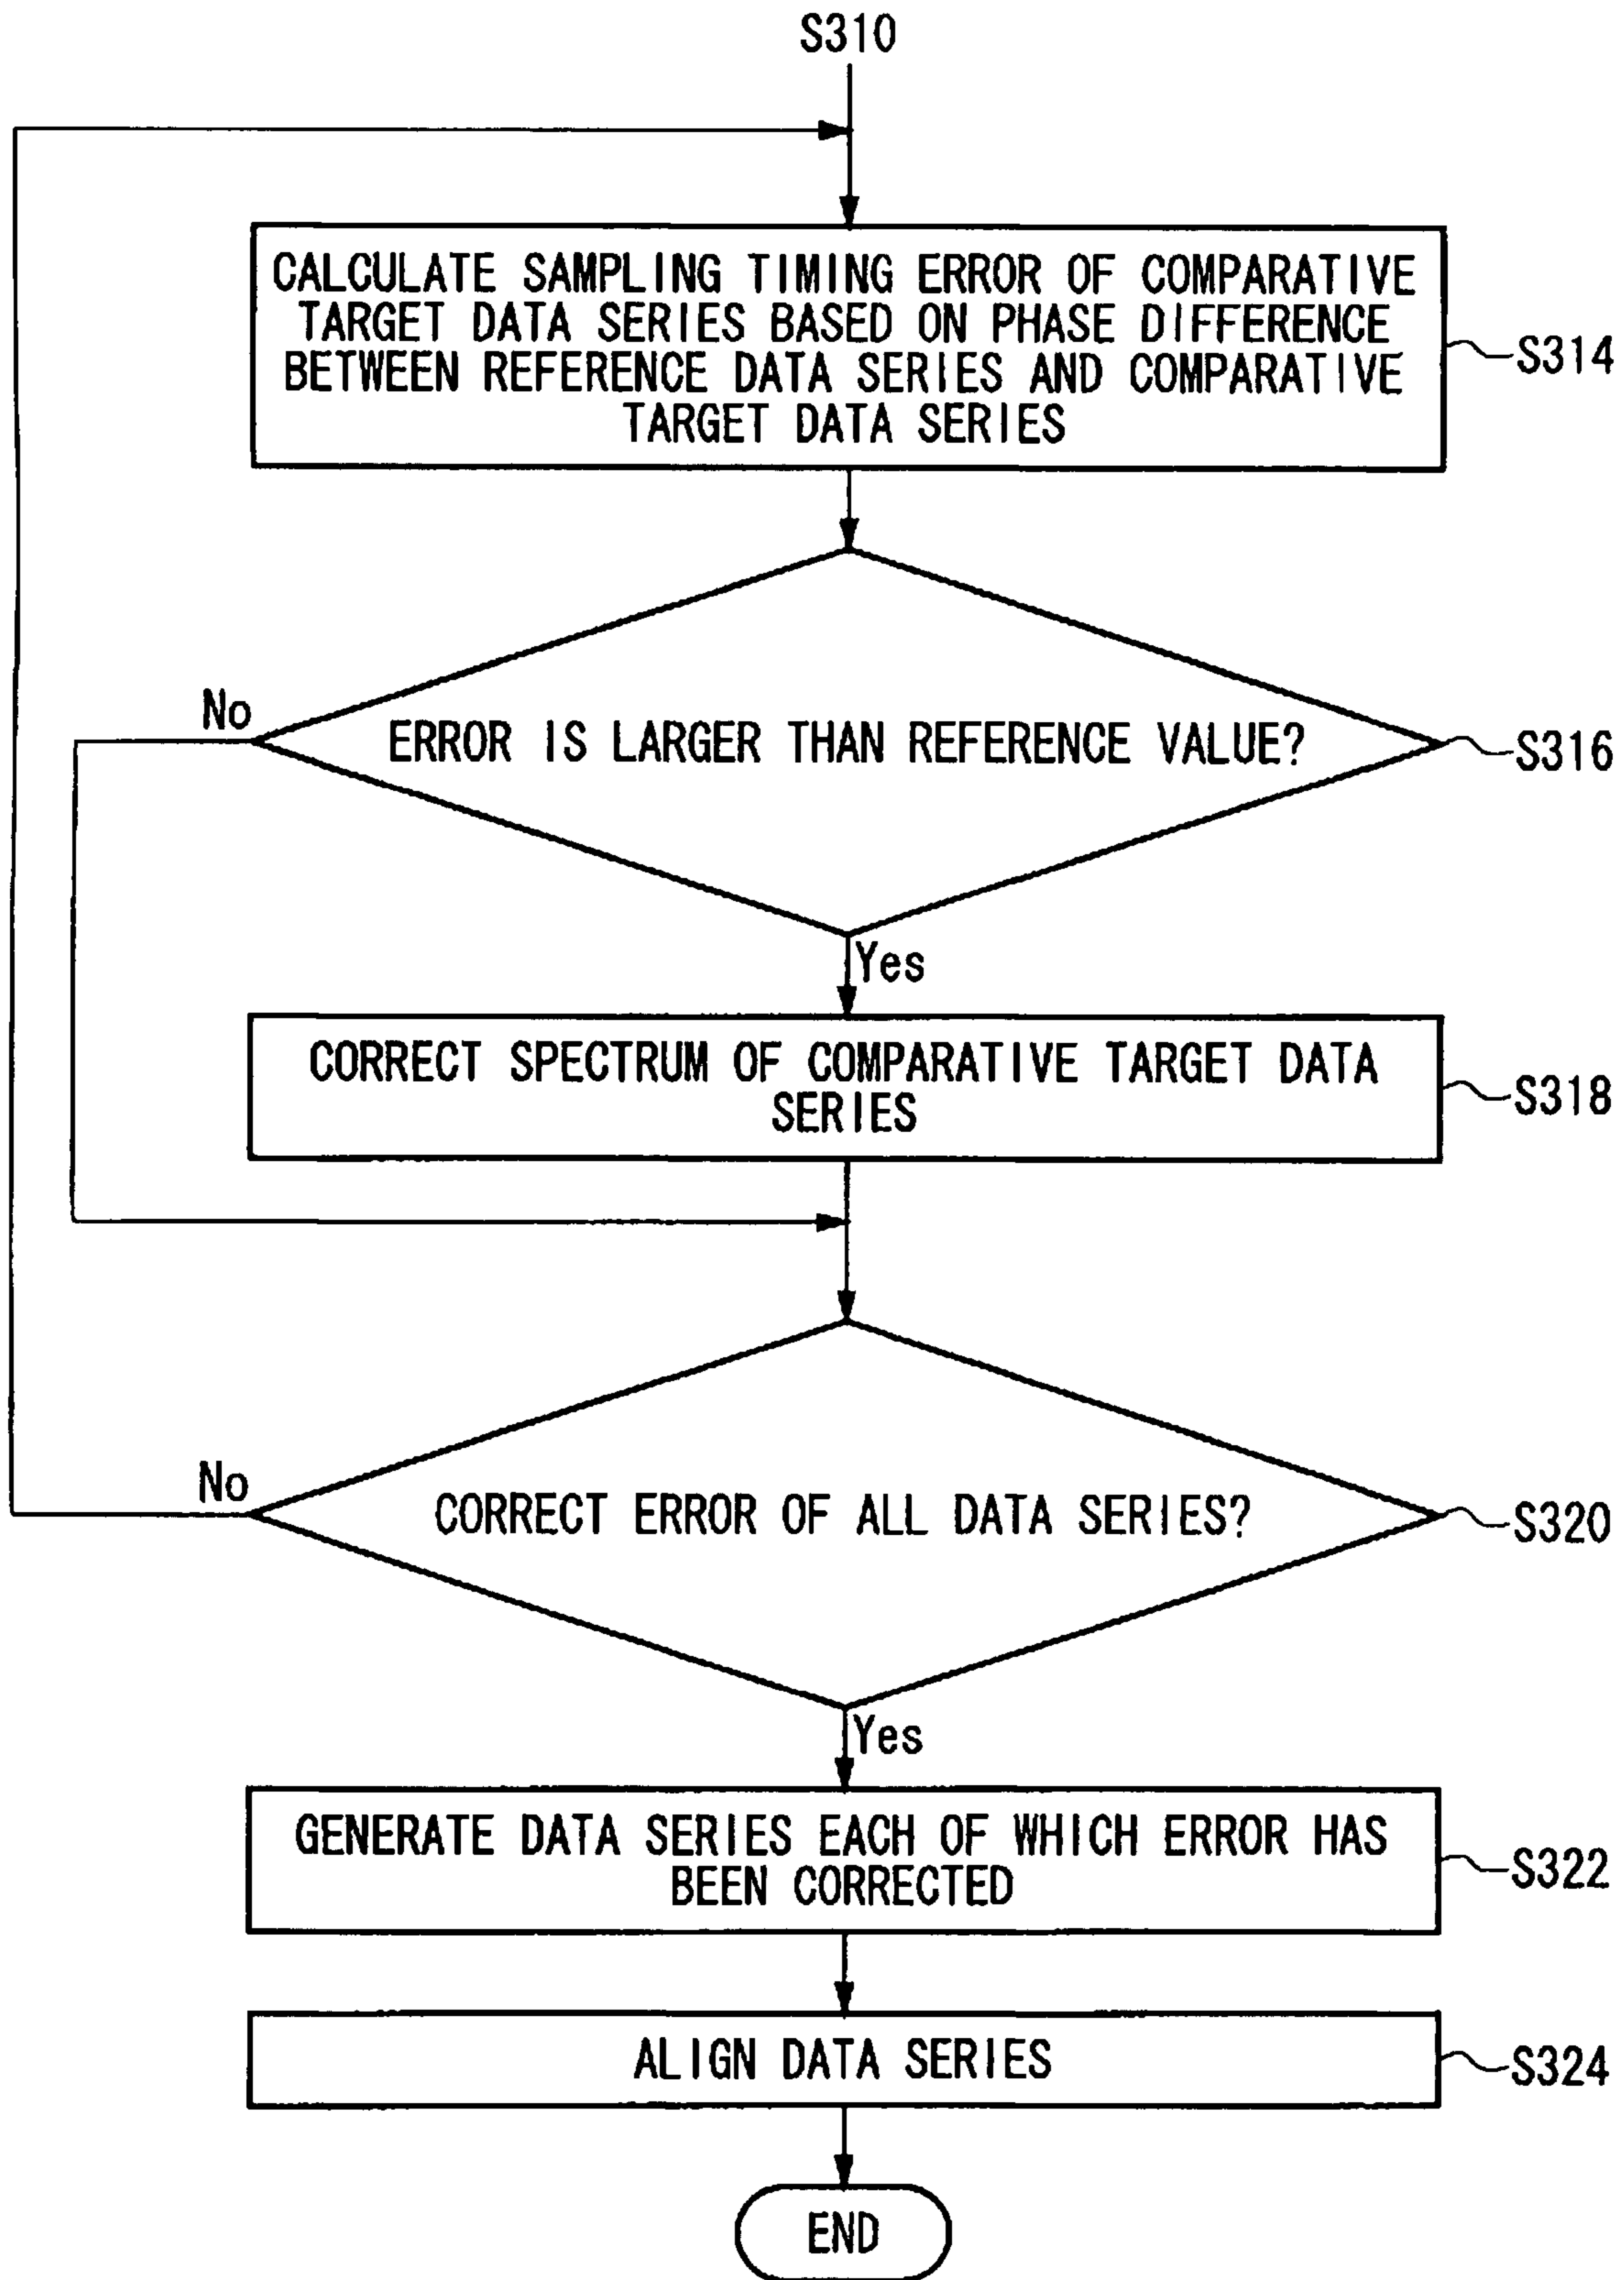 S310
CALCULATE SAMPLING TIMING ERROR OF COMPARATIVE
TARGET DATA SERIES BASED ON PHASE DIFFERENCE
BETWEEN REFERENCE DATA SERIES AND COMPARATIVE
TARGET DATA SERIES
S314
No
ERROR IS LARGER THAN REFERENCE VALUE?
S316
Yes
CORRECT SPECTRUM OF COMPARATIVE TARGET DATA
SERIES
S318
No
CORRECT ERROR OF ALL DATA SERIES?
S320
Yes
GENERATE DATA SERIES EACH OF WHICH ERROR HAS
BEEN CORRECTED
S322
ALIGN DATA SERIES
S324
END